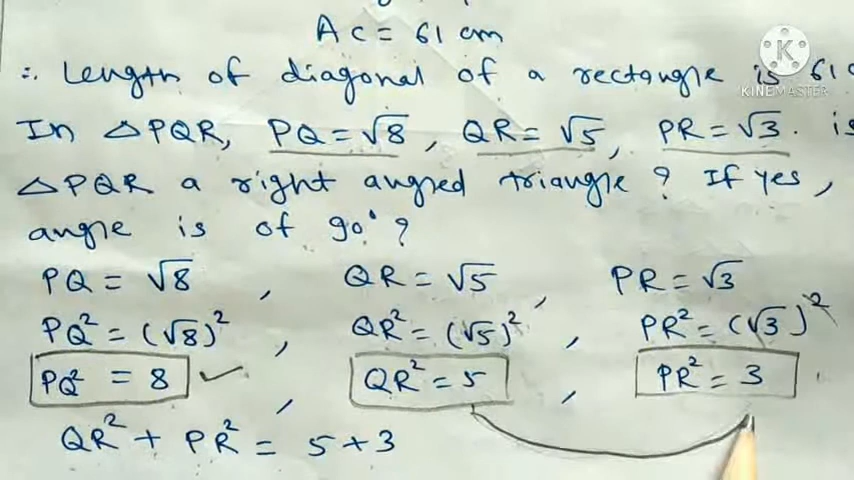 AC = 61 cm
KINEMASTER
∴ Length of diagonal of a rectangle is 61
In △PQR, PQ = √8, QR = √5, PR = √3. is
△PQR a right angled triangle? If yes,
angle is of 90°?
PQ = √8, QR = √5, PR = √3
PQ² = (√8)², QR² = (√5)², PR² = (√3)²
PQ² = 8 ✓, QR² = 5, PR² = 3
QR² + PR² = 5 + 3